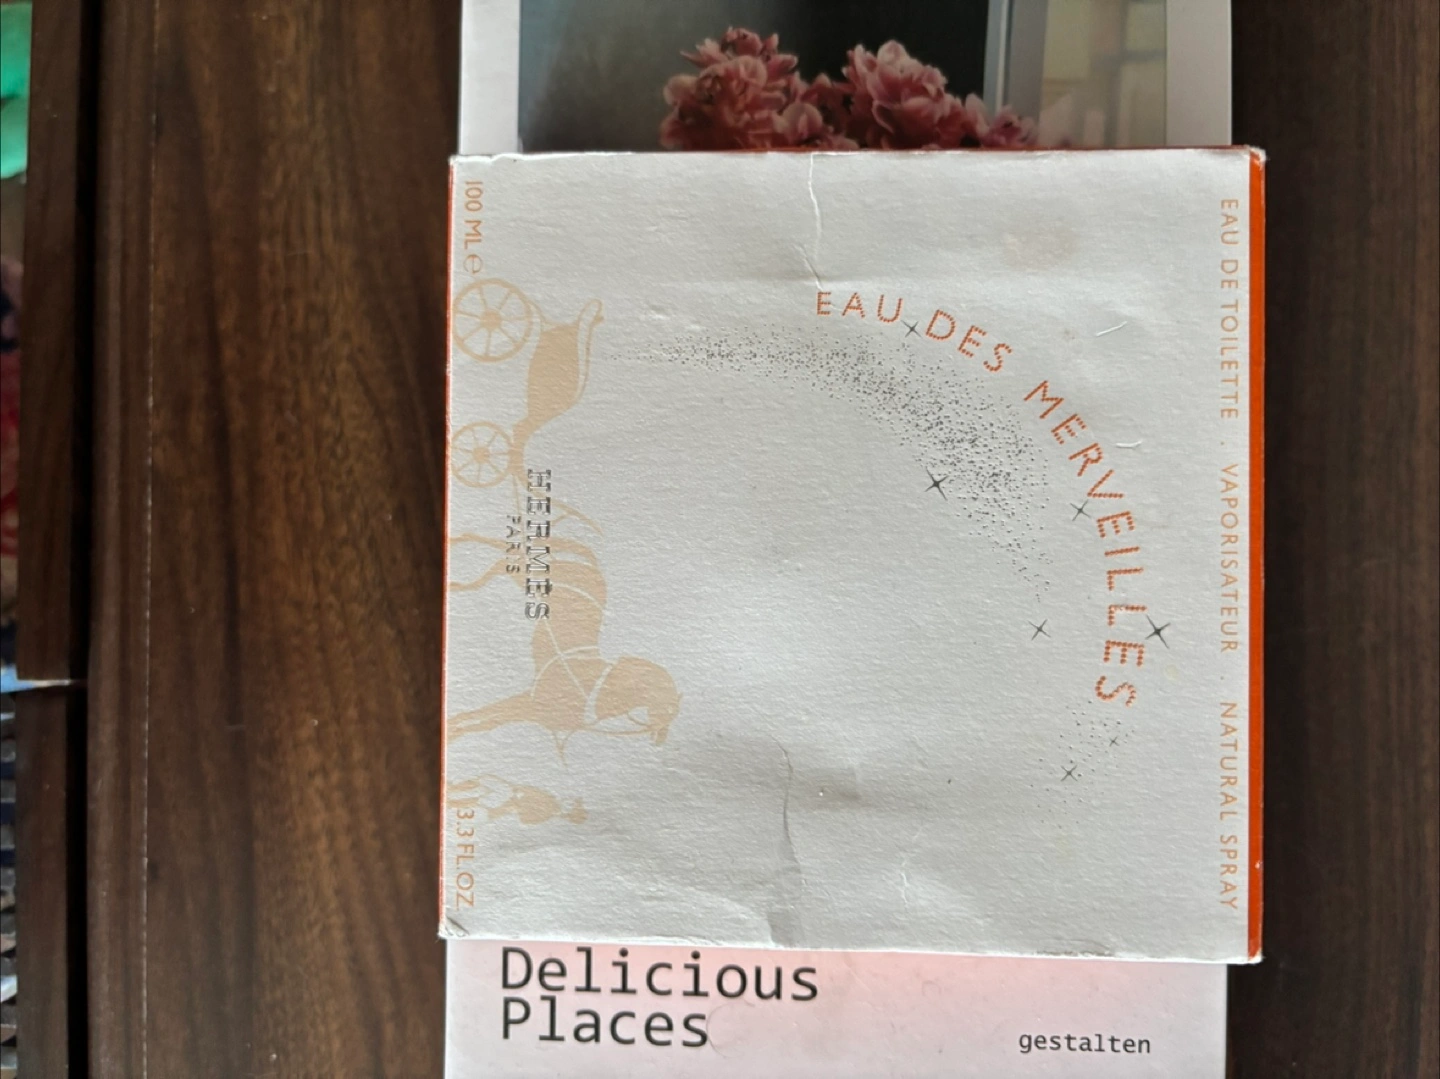 EAU DE TOILETTE . VAPORISATEUR . NATURAL SPRAY
EAU DES MERVEILLES
HERMES
PARIS
100 ML e
3.3 FL.OZ
Delicious
Places
gestalten